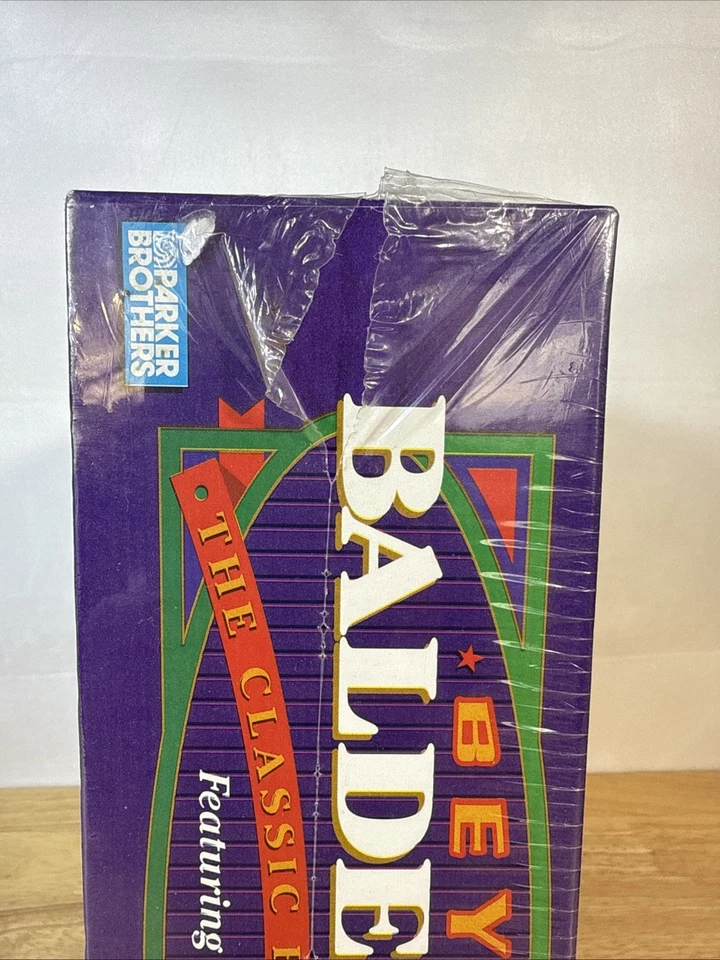 PARKER
BROTHERS
BEY
BALDE
THE CLASSIC
Featuring